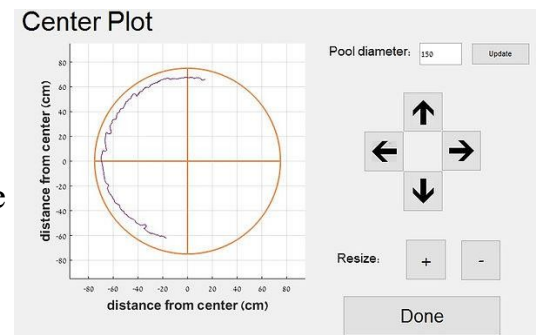 Center Plot
Pool diameter: 150 Update
80
60
40
20
0
-20
-40
-60
-80
distance from center (cm)
-80 -60 -40 -20 0 20 40 60 80
distance from center (cm)
Resize: + -
Done
e